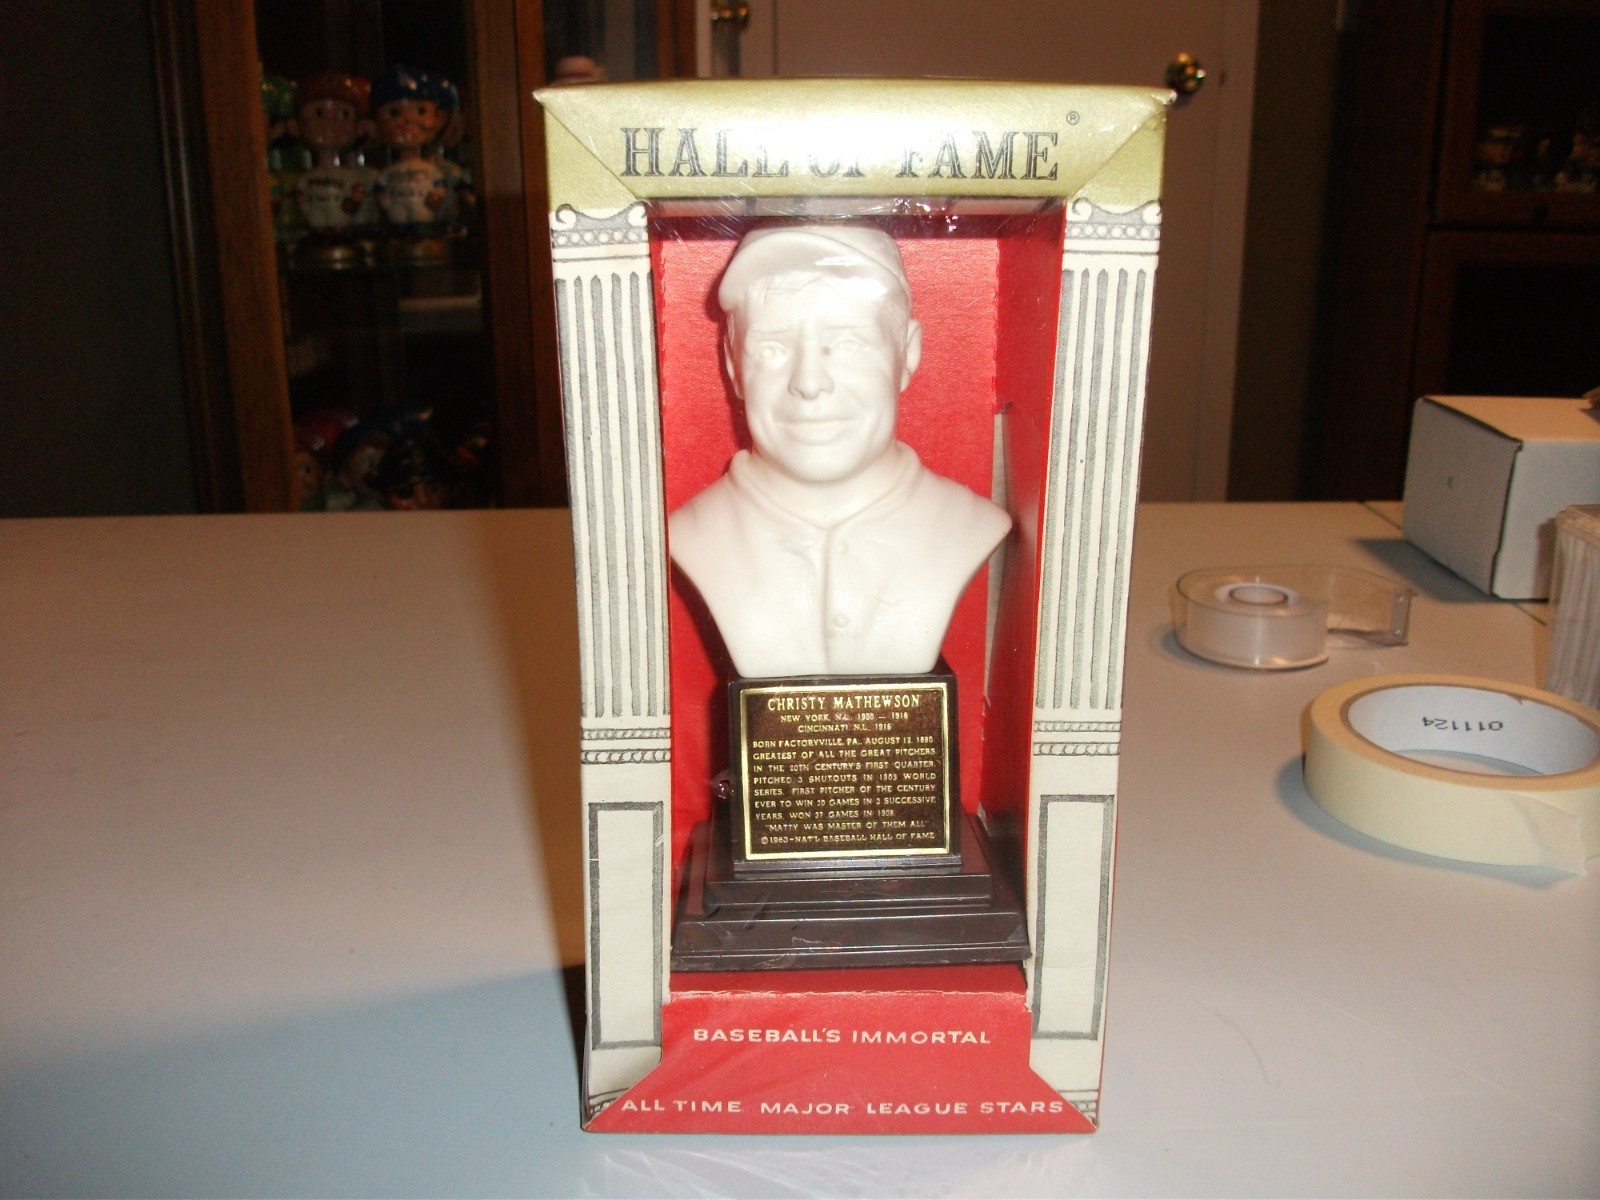 HALL OF FAME®
CHRISTY MATHEWSON
NEW YORK, N.L., 1900 — 1916
CINCINNATI, N.L., 1916
BORN FACTORYVILLE, PA., AUGUST 12, 1880
GREATEST OF ALL THE GREAT PITCHERS
IN THE 20TH CENTURY'S FIRST QUARTER
PITCHED 3 SHUTOUTS IN 1905 WORLD
SERIES. FIRST PITCHER OF THE CENTURY
EVER TO WIN 30 GAMES IN 3 SUCCESSIVE
YEARS. WON 37 GAMES IN 1908.
"MATTY WAS MASTER OF THEM ALL"
©1963-NAT'L BASEBALL HALL OF FAME
BASEBALL'S IMMORTAL
ALL TIME MAJOR LEAGUE STARS
011124